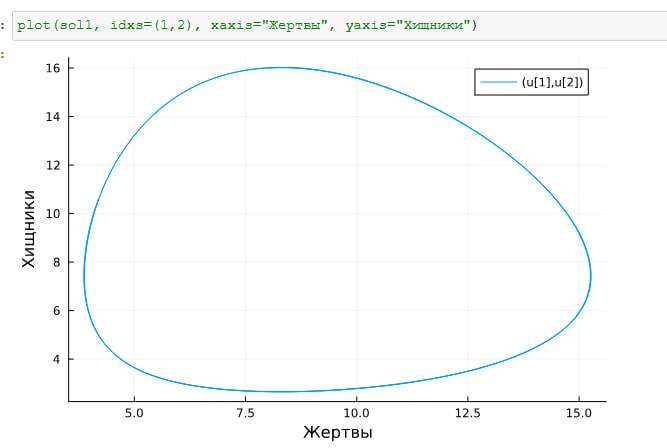 plot(sol1, idxs=(1,2), xaxis="Жертвы", yaxis="Хищники")
(u[1],u[2])
16
14
12
10
8
6
4
Хищники
5.0 7.5 10.0 12.5 15.0
Жертвы